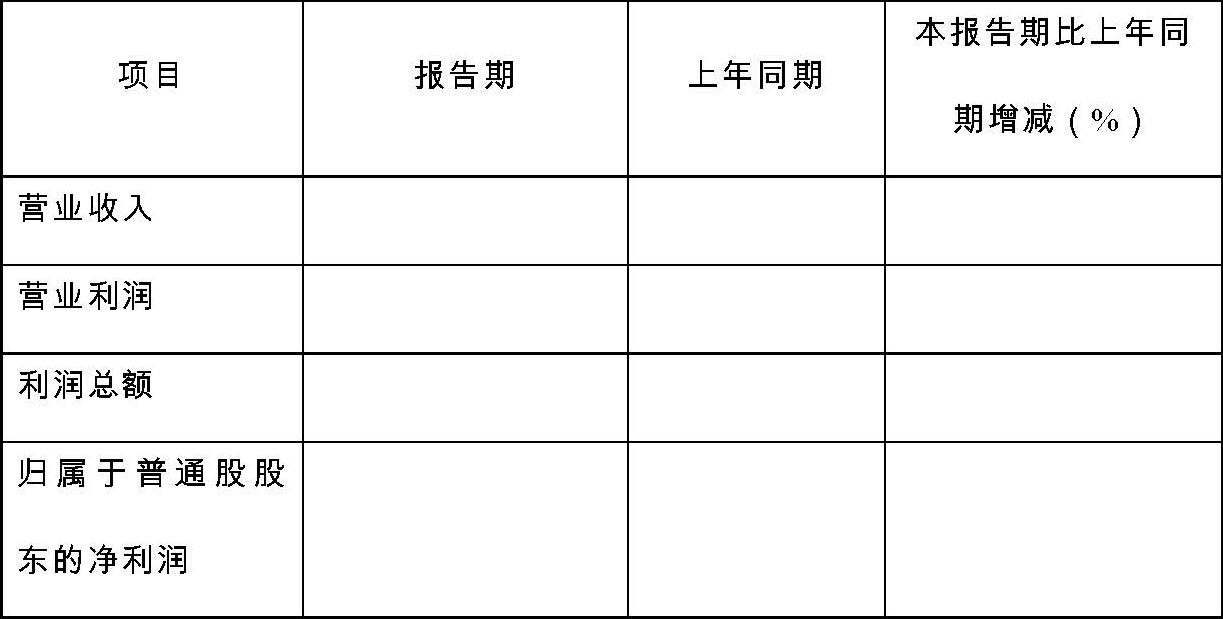 项目
报告期
上年同期
本报告期比上年同
期增减（%）
营业收入
营业利润
利润总额
归属于普通股股
东的净利润